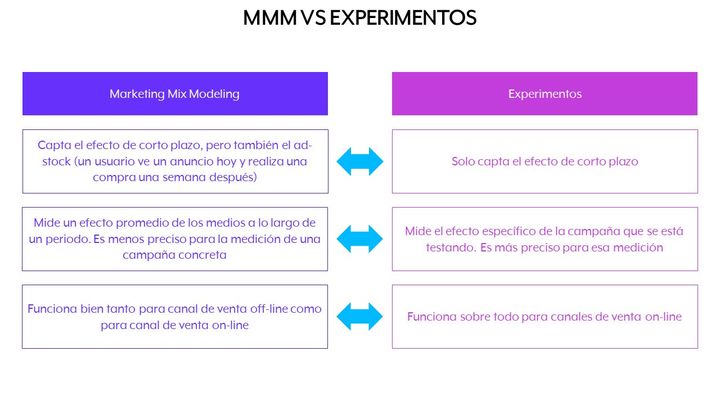 MMM VS EXPERIMENTOS
Marketing Mix Modeling
Experimentos
Capta el efecto de corto plazo, pero también el ad-
stock (un usuario ve un anuncio hoy y realiza una
compra una semana después)
Solo capta el efecto de corto plazo
Mide un efecto promedio de los medios a lo largo de
un periodo. Es menos preciso para la medición de una
campaña concreta
Mide el efecto específico de la campaña que se está
testando. Es más preciso para esa medición
Funciona bien tanto para canal de venta off-line como
para canal de venta on-line
Funciona sobre todo para canales de venta on-line